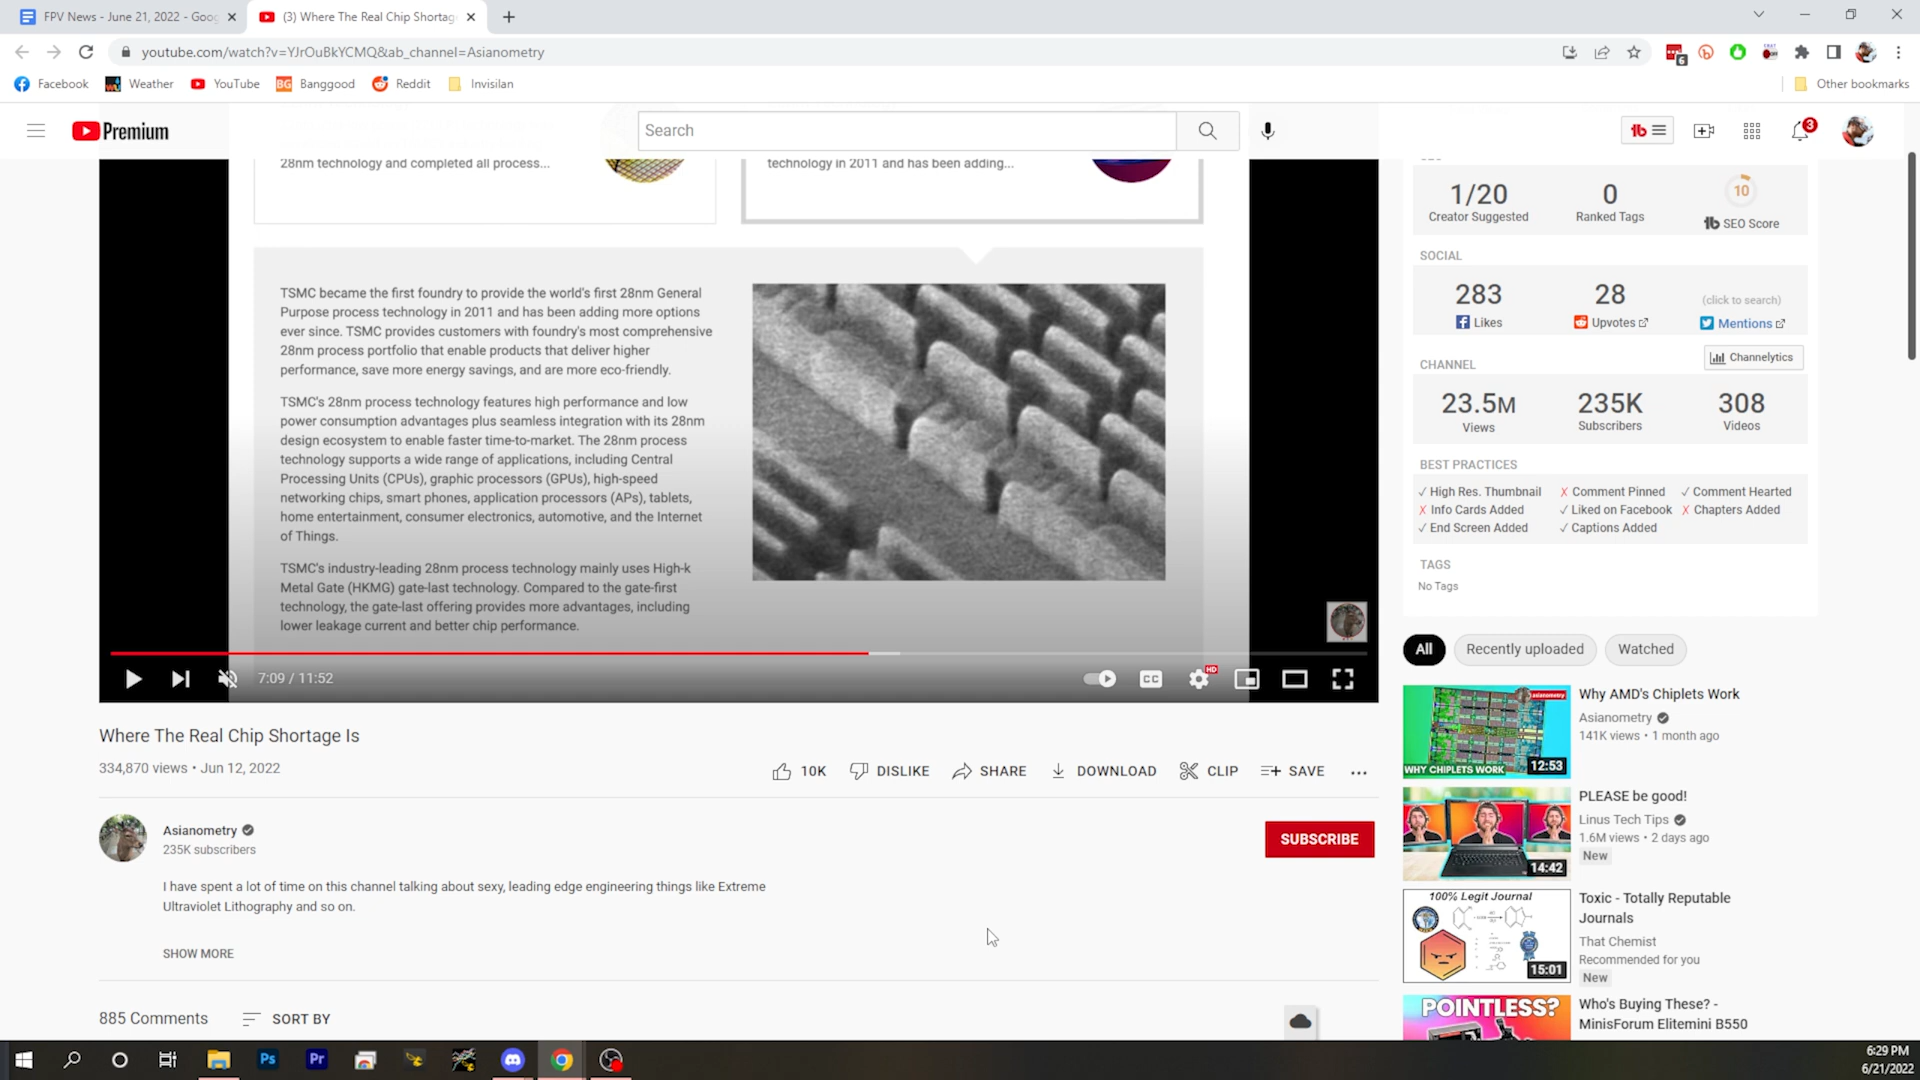 FPV News - June 21, 2022 - Goog
(3) Where The Real Chip Shortage
youtube.com/watch?v=YJrOuBkYCMQ&ab_channel=Asianometry
6
Facebook
Weather
YouTube
BG Banggood
Reddit
Invisilan
Other bookmarks
Premium
Search
tb
3
28nm technology and completed all process...
technology in 2011 and has been adding...
TSMC became the first foundry to provide the world's first 28nm General
Purpose process technology in 2011 and has been adding more options
ever since. TSMC provides customers with foundry's most comprehensive
28nm process portfolio that enable products that deliver higher
performance, save more energy savings, and are more eco-friendly.
TSMC's 28nm process technology features high performance and low
power consumption advantages plus seamless integration with its 28nm
design ecosystem to enable faster time-to-market. The 28nm process
technology supports a wide range of applications, including Central
Processing Units (CPUs), graphic processors (GPUs), high-speed
networking chips, smart phones, application processors (APs), tablets,
home entertainment, consumer electronics, automotive, and the Internet
of Things.
TSMC's industry-leading 28nm process technology mainly uses High-k
Metal Gate (HKMG) gate-last technology. Compared to the gate-first
technology, the gate-last offering provides more advantages, including
lower leakage current and better chip performance.
7:09 / 11:52
CC
HD
Where The Real Chip Shortage Is
334,870 views • Jun 12, 2022
10K
DISLIKE
SHARE
DOWNLOAD
CLIP
SAVE
Asianometry
235K subscribers
SUBSCRIBE
I have spent a lot of time on this channel talking about sexy, leading edge engineering things like Extreme
Ultraviolet Lithography and so on.
SHOW MORE
885 Comments
SORT BY
1/20 0 10
Creator Suggested Ranked Tags tb SEO Score
SOCIAL
283 28 (click to search)
Likes Upvotes Mentions
CHANNEL
Channelytics
23.5M 235K 308
Views Subscribers Videos
BEST PRACTICES
✓ High Res. Thumbnail ✗ Comment Pinned ✓ Comment Hearted
✗ Info Cards Added ✓ Liked on Facebook ✗ Chapters Added
✓ End Screen Added ✓ Captions Added
TAGS
No Tags
All
Recently uploaded
Watched
asianometry
WHY CHIPLETS WORK
12:53
Why AMD's Chiplets Work
Asianometry
141K views • 1 month ago
14:42
PLEASE be good!
Linus Tech Tips
1.6M views • 2 days ago
New
100% Legit Journal
15:01
Toxic - Totally Reputable
Journals
That Chemist
Recommended for you
New
POINTLESS?
Who's Buying These? -
MinisForum Elitemini B550
Ps
Pr
6:29 PM
6/21/2022